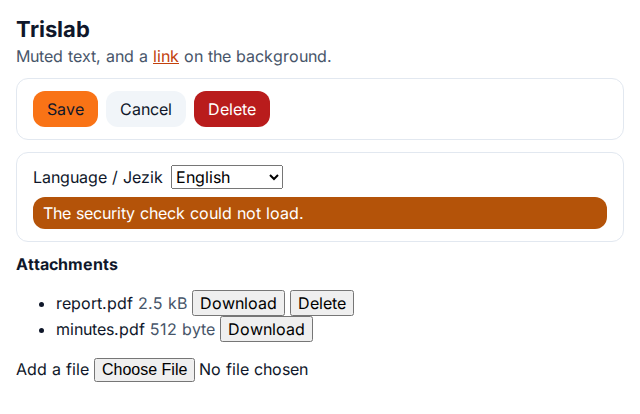 Trislab
Muted text, and a link on the background.
Save Cancel Delete
Language / Jezik English
The security check could not load.
Attachments
report.pdf 2.5 kB Download Delete
minutes.pdf 512 byte Download
Add a file Choose File No file chosen